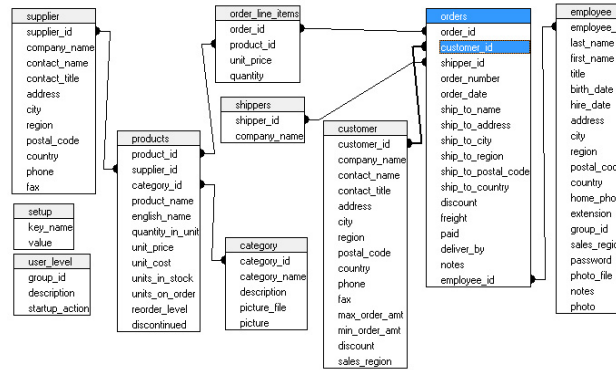 supplier
supplier_id
company_name
contact_name
contact_title
address
city
region
postal_code
country
phone
fax
setup
key_name
value
user_level
group_id
description
startup_action
products
product_id
supplier_id
category_id
product_name
english_name
quantity_in_unit
unit_price
unit_cost
units_in_stock
units_on_order
reorder_level
discontinued
order_line_items
order_id
product_id
unit_price
quantity
shippers
shipper_id
company_name
category
category_id
category_name
description
picture_file
picture
customer
customer_id
company_name
contact_name
contact_title
address
city
region
postal_code
country
phone
fax
max_order_amt
min_order_amt
discount
sales_region
orders
order_id
customer_id
shipper_id
order_number
order_date
ship_to_name
ship_to_address
ship_to_city
ship_to_region
ship_to_postal_code
ship_to_country
discount
freight
paid
deliver_by
notes
employee_id
employee
employee_
last_name
first_name
title
birth_date
hire_date
address
city
region
postal_cod
country
home_pho
extension
group_id
sales_regio
password
photo_file
notes
photo